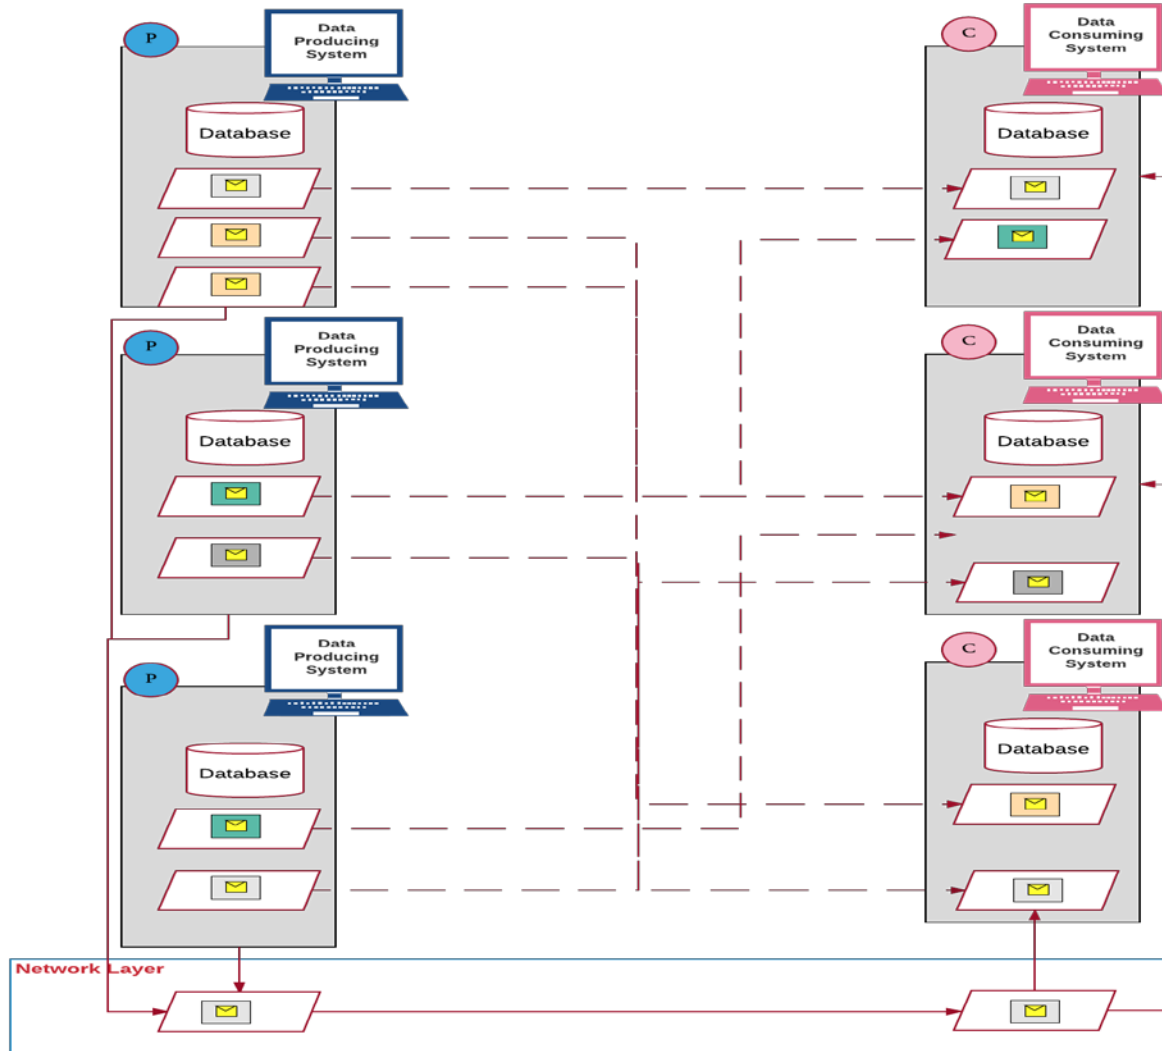 P
Data
Producing
System
Database
C
Data
Consuming
System
Database
P
Data
Producing
System
Database
C
Data
Consuming
System
Database
P
Data
Producing
System
Database
C
Data
Consuming
System
Database
Network Layer